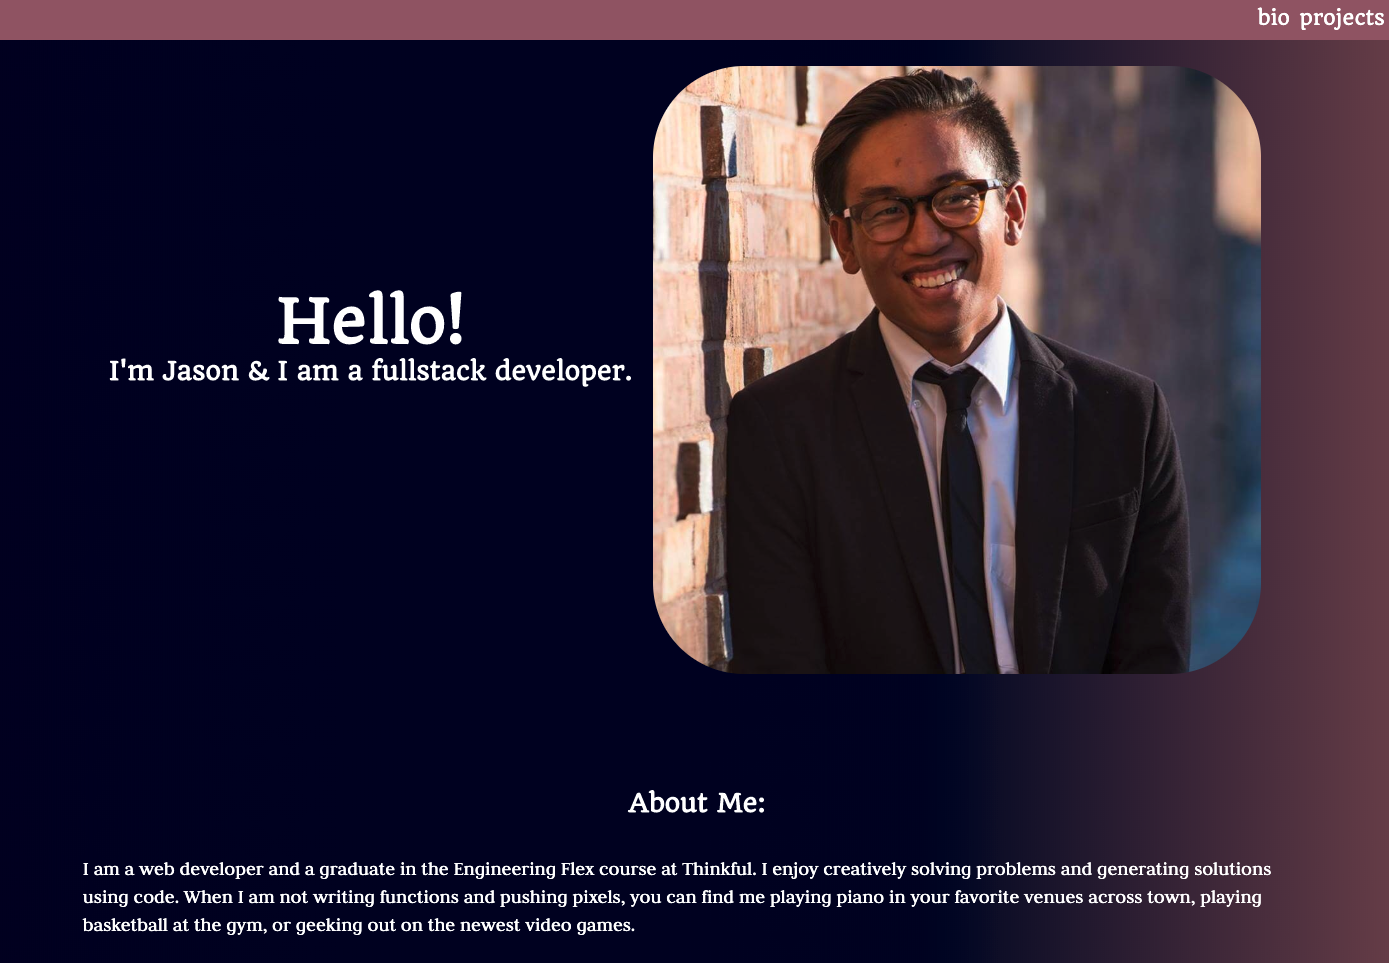 bio projects
Hello!
I'm Jason & I am a fullstack developer.
About Me:
I am a web developer and a graduate in the Engineering Flex course at Thinkful. I enjoy creatively solving problems and generating solutions
using code. When I am not writing functions and pushing pixels, you can find me playing piano in your favorite venues across town, playing
basketball at the gym, or geeking out on the newest video games.